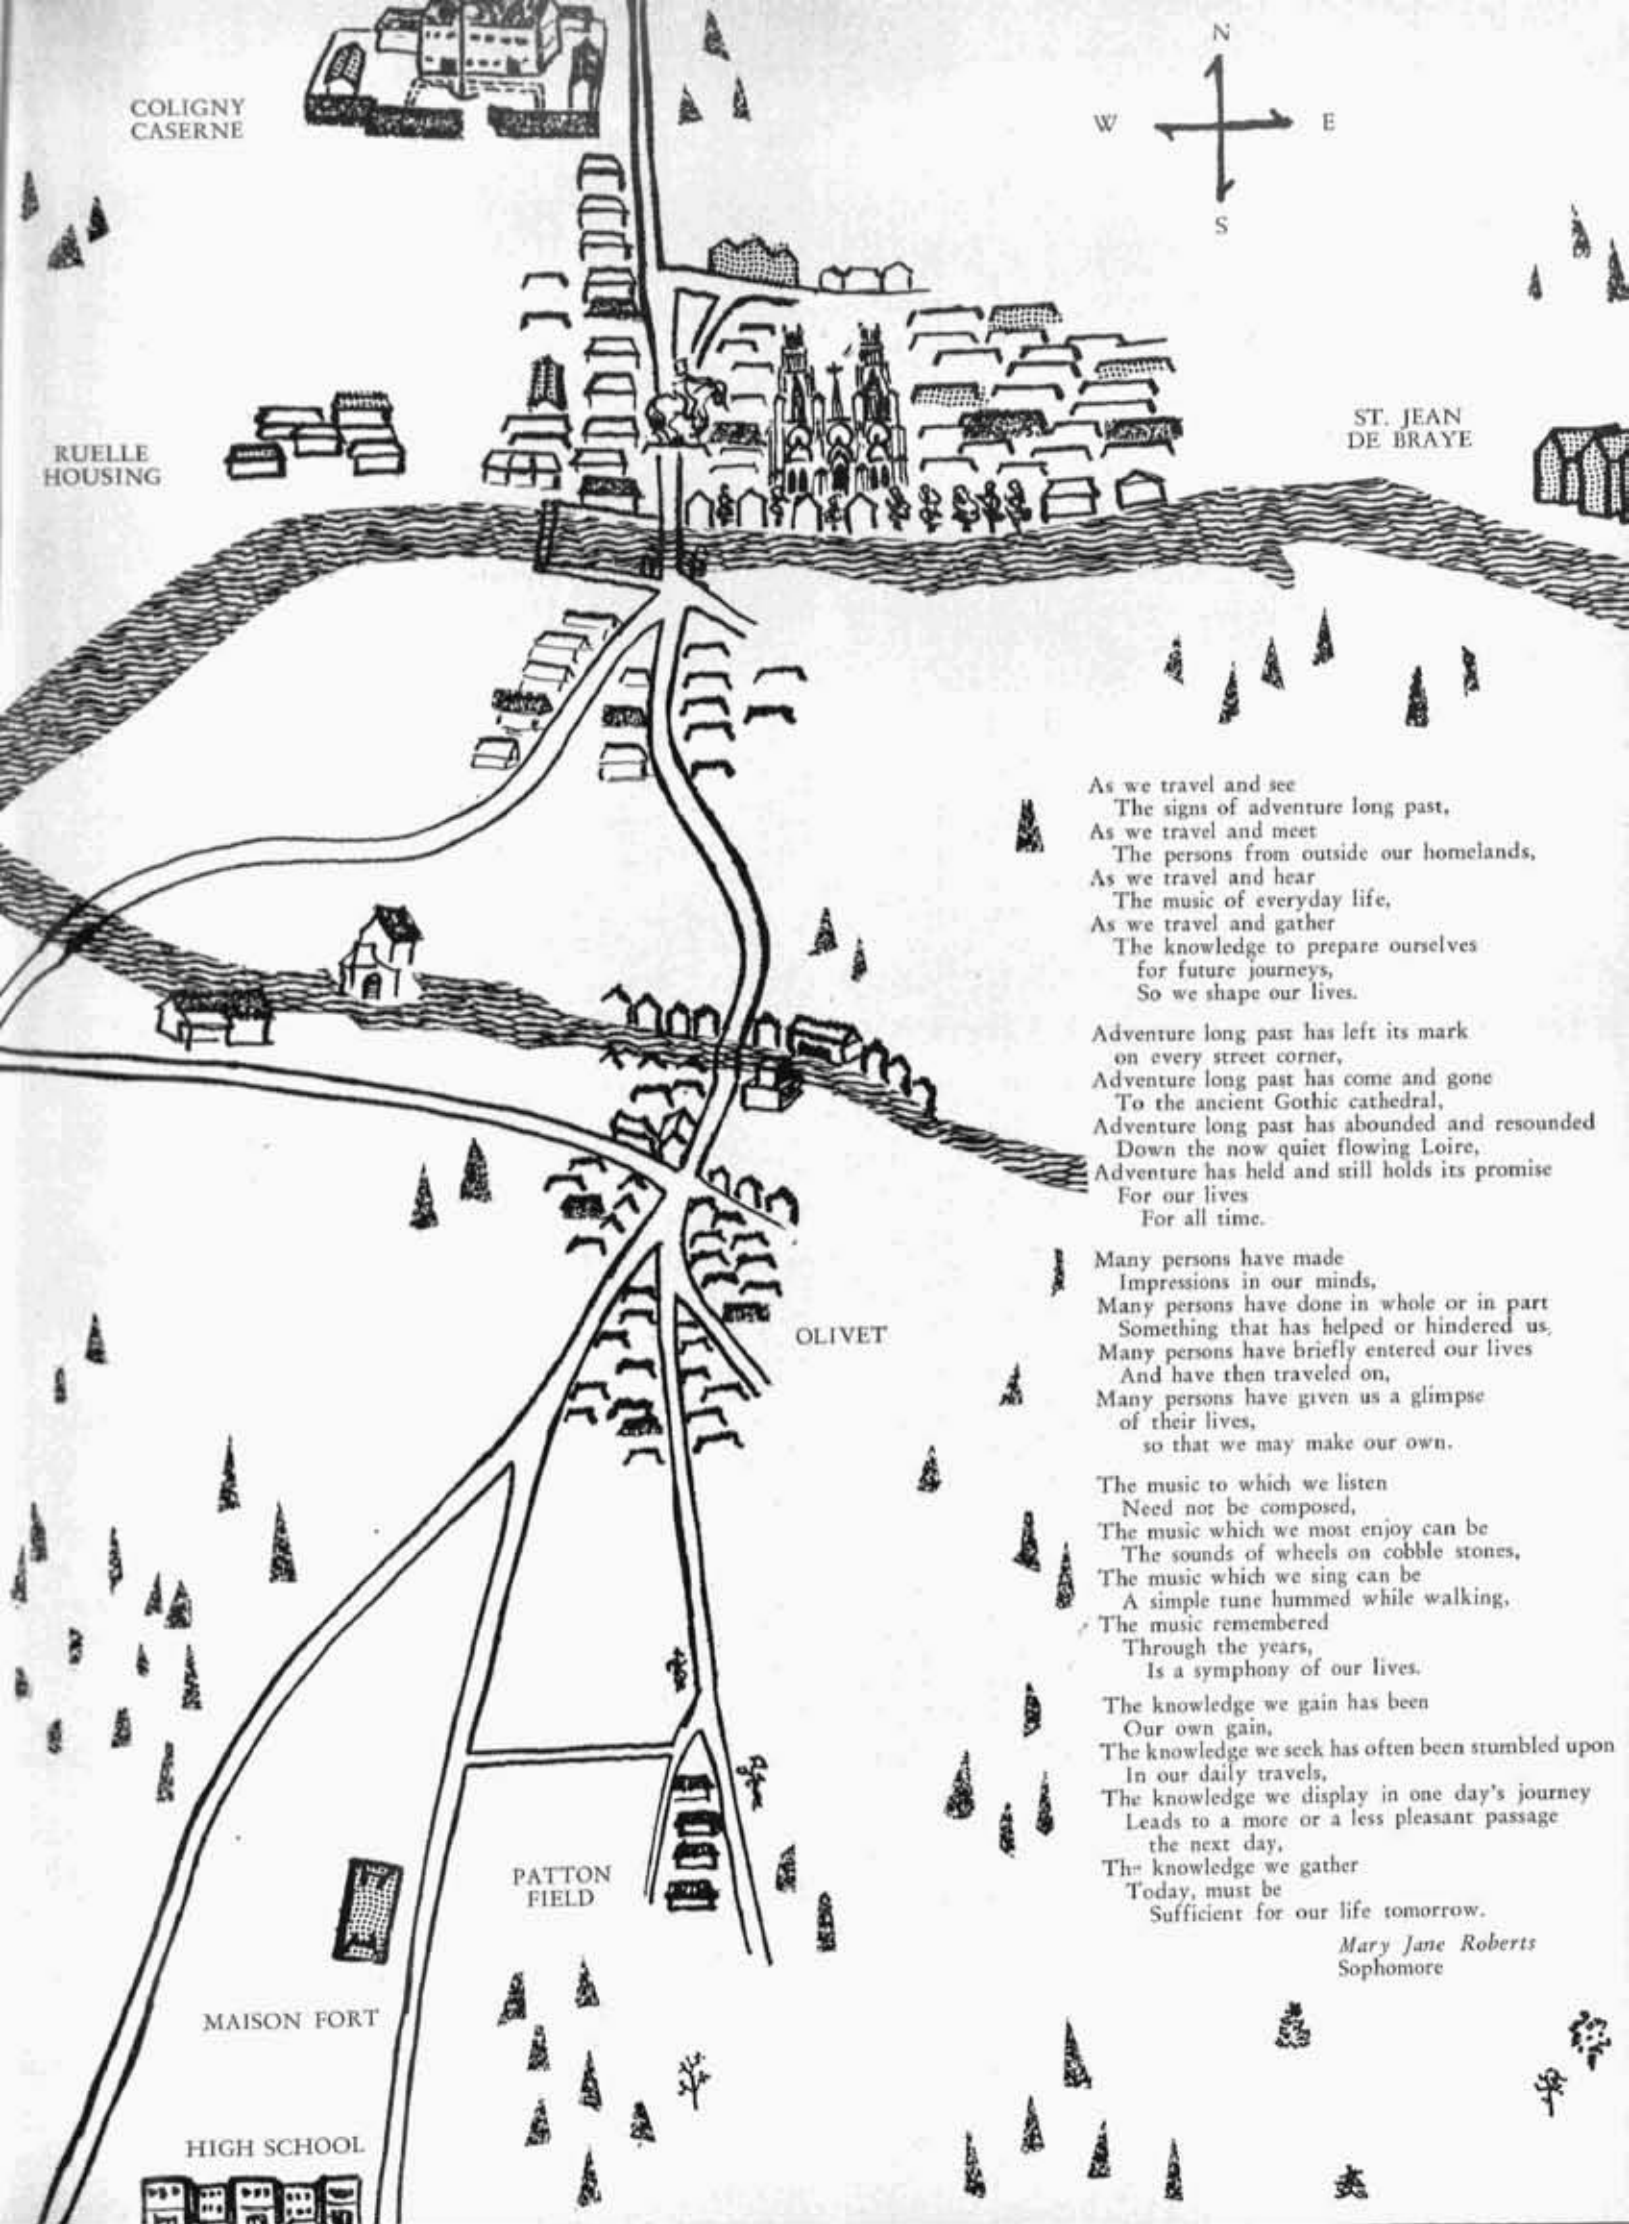 COLIGNY
CASERNE
N
W E
S
RUELLE
HOUSING
ST. JEAN
DE BRAYE
As we travel and see
The signs of adventure long past,
As we travel and meet
The persons from outside our homelands,
As we travel and hear
The music of everyday life,
As we travel and gather
The knowledge to prepare ourselves
for future journeys,
So we shape our lives.
Adventure long past has left its mark
on every street corner,
Adventure long past has come and gone
To the ancient Gothic cathedral,
Adventure long past has abounded and resounded
Down the now quiet flowing Loire,
Adventure has held and still holds its promise
For our lives
For all time.
Many persons have made
Impressions in our minds,
Many persons have done in whole or in part
Something that has helped or hindered us,
Many persons have briefly entered our lives
And have then traveled on,
Many persons have given us a glimpse
of their lives,
so that we may make our own.
The music to which we listen
Need not be composed,
The music which we most enjoy can be
The sounds of wheels on cobble stones,
The music which we sing can be
A simple tune hummed while walking,
The music remembered
Through the years,
Is a symphony of our lives.
The knowledge we gain has been
Our own gain,
The knowledge we seek has often been stumbled upon
In our daily travels,
The knowledge we display in one day's journey
Leads to a more or a less pleasant passage
the next day,
The knowledge we gather
Today, must be
Sufficient for our life tomorrow.
Mary Jane Roberts
Sophomore
OLIVET
PATTON
FIELD
MAISON FORT
HIGH SCHOOL